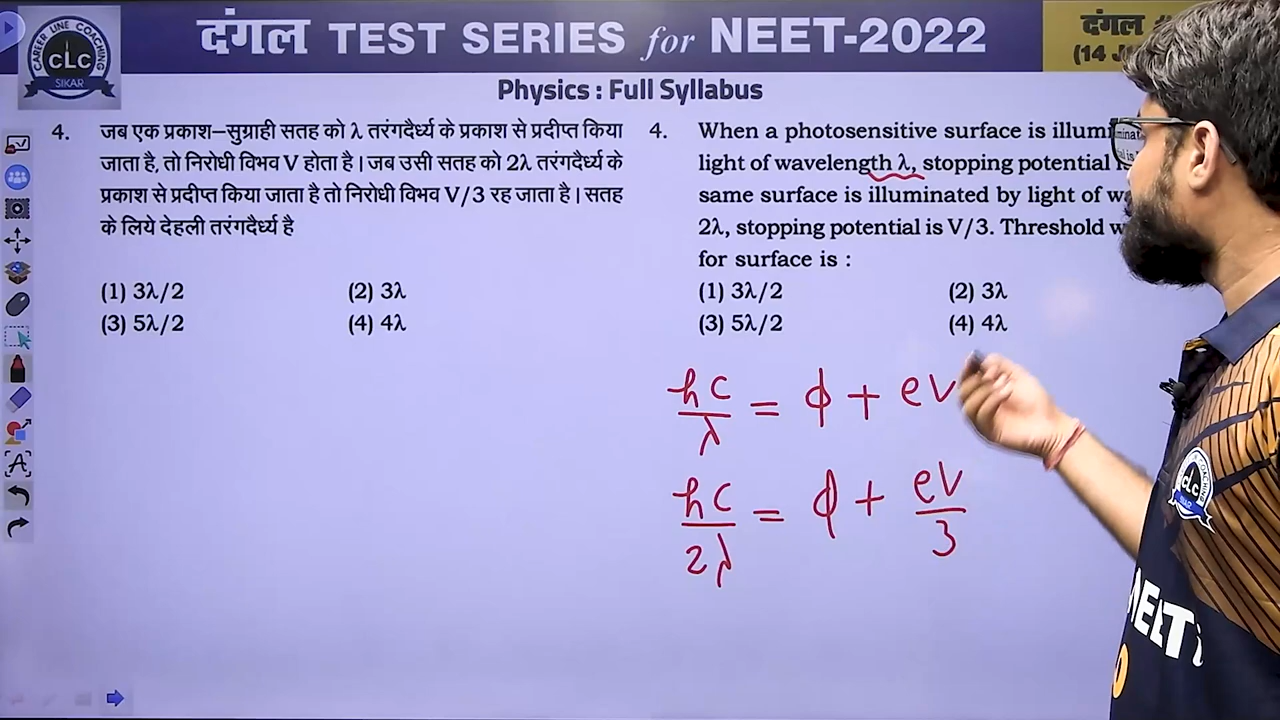 दंगल TEST SERIES for NEET-2022
दंगल
(14
CAREER LINE COACHING
CLC
SIKAR
Physics : Full Syllabus
4. जब एक प्रकाश–सुग्राही सतह को λ तरंगदैर्ध्य के प्रकाश से प्रदीप्त किया
जाता है, तो निरोधी विभव V होता है। जब उसी सतह को 2λ तरंगदैर्ध्य के
प्रकाश से प्रदीप्त किया जाता है तो निरोधी विभव V/3 रह जाता है। सतह
के लिये देहली तरंगदैर्ध्य है
(1) 3λ/2 (2) 3λ
(3) 5λ/2 (4) 4λ
4. When a photosensitive surface is
light of wavelength λ, stopping potential
same surface is illuminated by light of
2λ, stopping potential is V/3. Threshold
for surface is :
(1) 3λ/2 (2) 3λ
(3) 5λ/2 (4) 4λ
hc/λ = ϕ + eV
hc/2λ = ϕ + eV/3
CLC
NEET